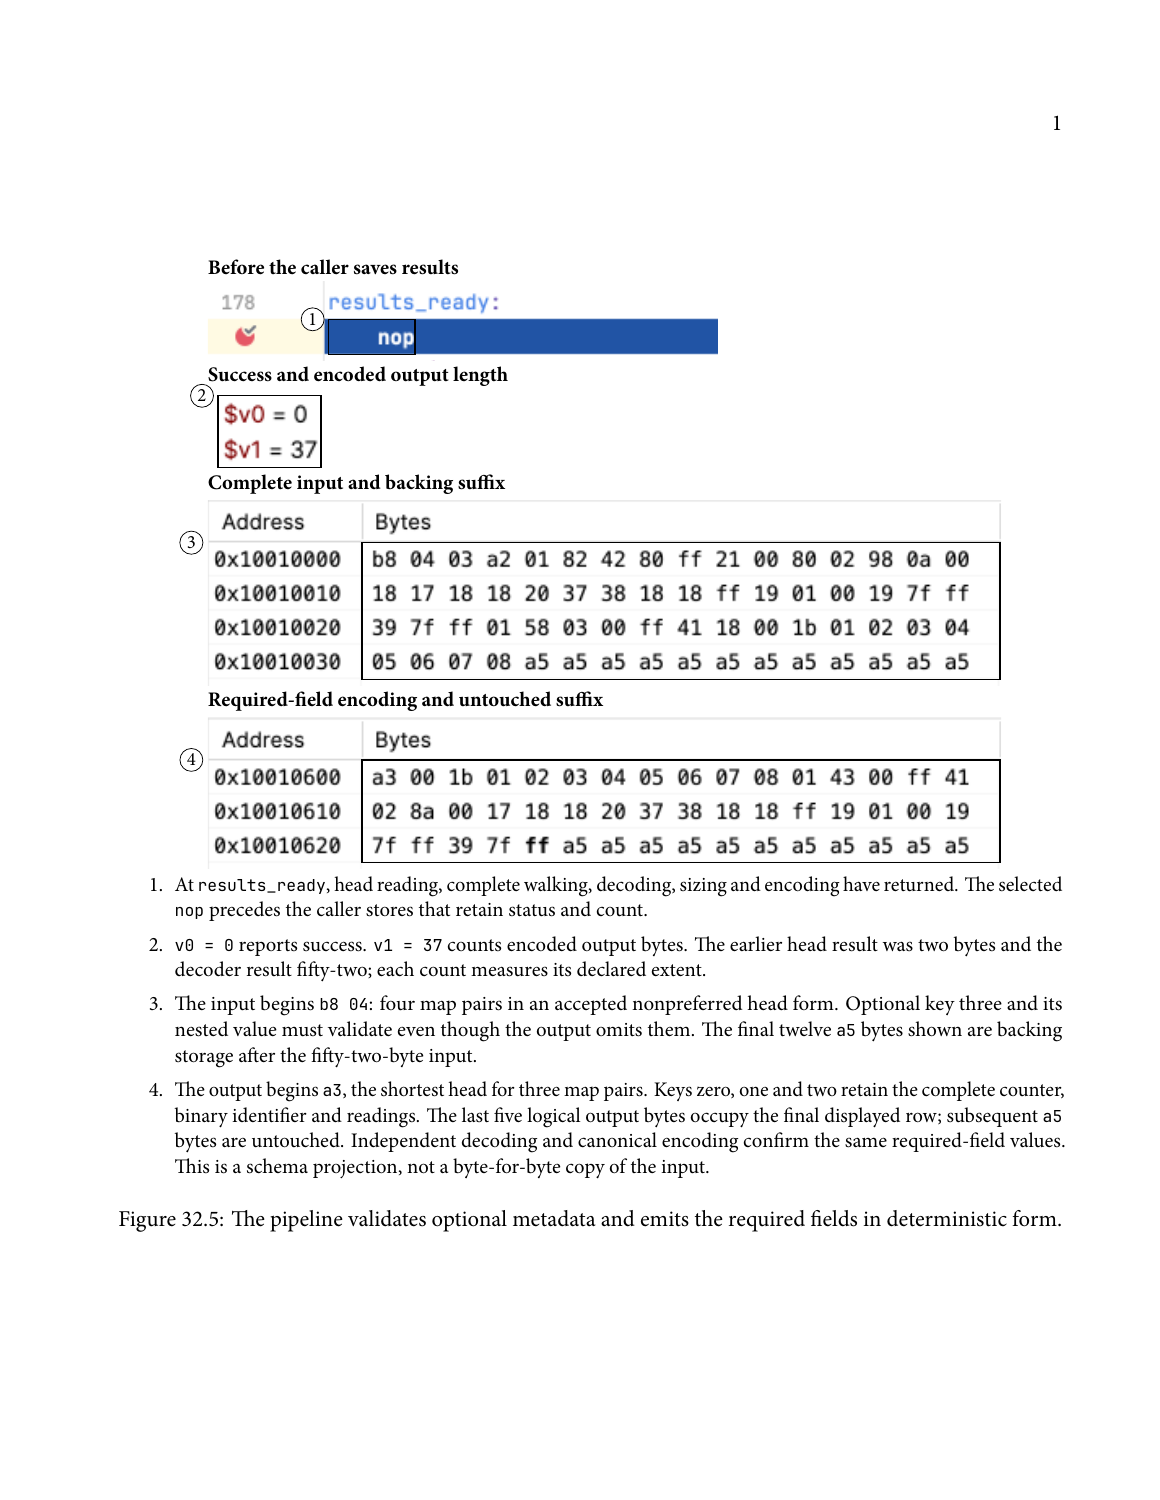 1
Before the caller saves results
178 results_ready:
1 nop
Success and encoded output length
2
$v0 = 0
$v1 = 37
Complete input and backing suffix
Address Bytes
3
0x10010000 b8 04 03 a2 01 82 42 80 ff 21 00 80 02 98 0a 00
0x10010010 18 17 18 18 20 37 38 18 18 ff 19 01 00 19 7f ff
0x10010020 39 7f ff 01 58 03 00 ff 41 18 00 1b 01 02 03 04
0x10010030 05 06 07 08 a5 a5 a5 a5 a5 a5 a5 a5 a5 a5 a5 a5
Required-field encoding and untouched suffix
Address Bytes
4
0x10010600 a3 00 1b 01 02 03 04 05 06 07 08 01 43 00 ff 41
0x10010610 02 8a 00 17 18 18 20 37 38 18 18 ff 19 01 00 19
0x10010620 7f ff 39 7f ff a5 a5 a5 a5 a5 a5 a5 a5 a5 a5 a5
1. At results_ready, head reading, complete walking, decoding, sizing and encoding have returned. The selected
nop precedes the caller stores that retain status and count.
2. v0 = 0 reports success. v1 = 37 counts encoded output bytes. The earlier head result was two bytes and the
decoder result fifty-two; each count measures its declared extent.
3. The input begins b8 04: four map pairs in an accepted nonpreferred head form. Optional key three and its
nested value must validate even though the output omits them. The final twelve a5 bytes shown are backing
storage after the fifty-two-byte input.
4. The output begins a3, the shortest head for three map pairs. Keys zero, one and two retain the complete counter,
binary identifier and readings. The last five logical output bytes occupy the final displayed row; subsequent a5
bytes are untouched. Independent decoding and canonical encoding confirm the same required-field values.
This is a schema projection, not a byte-for-byte copy of the input.
Figure 32.5: The pipeline validates optional metadata and emits the required fields in deterministic form.